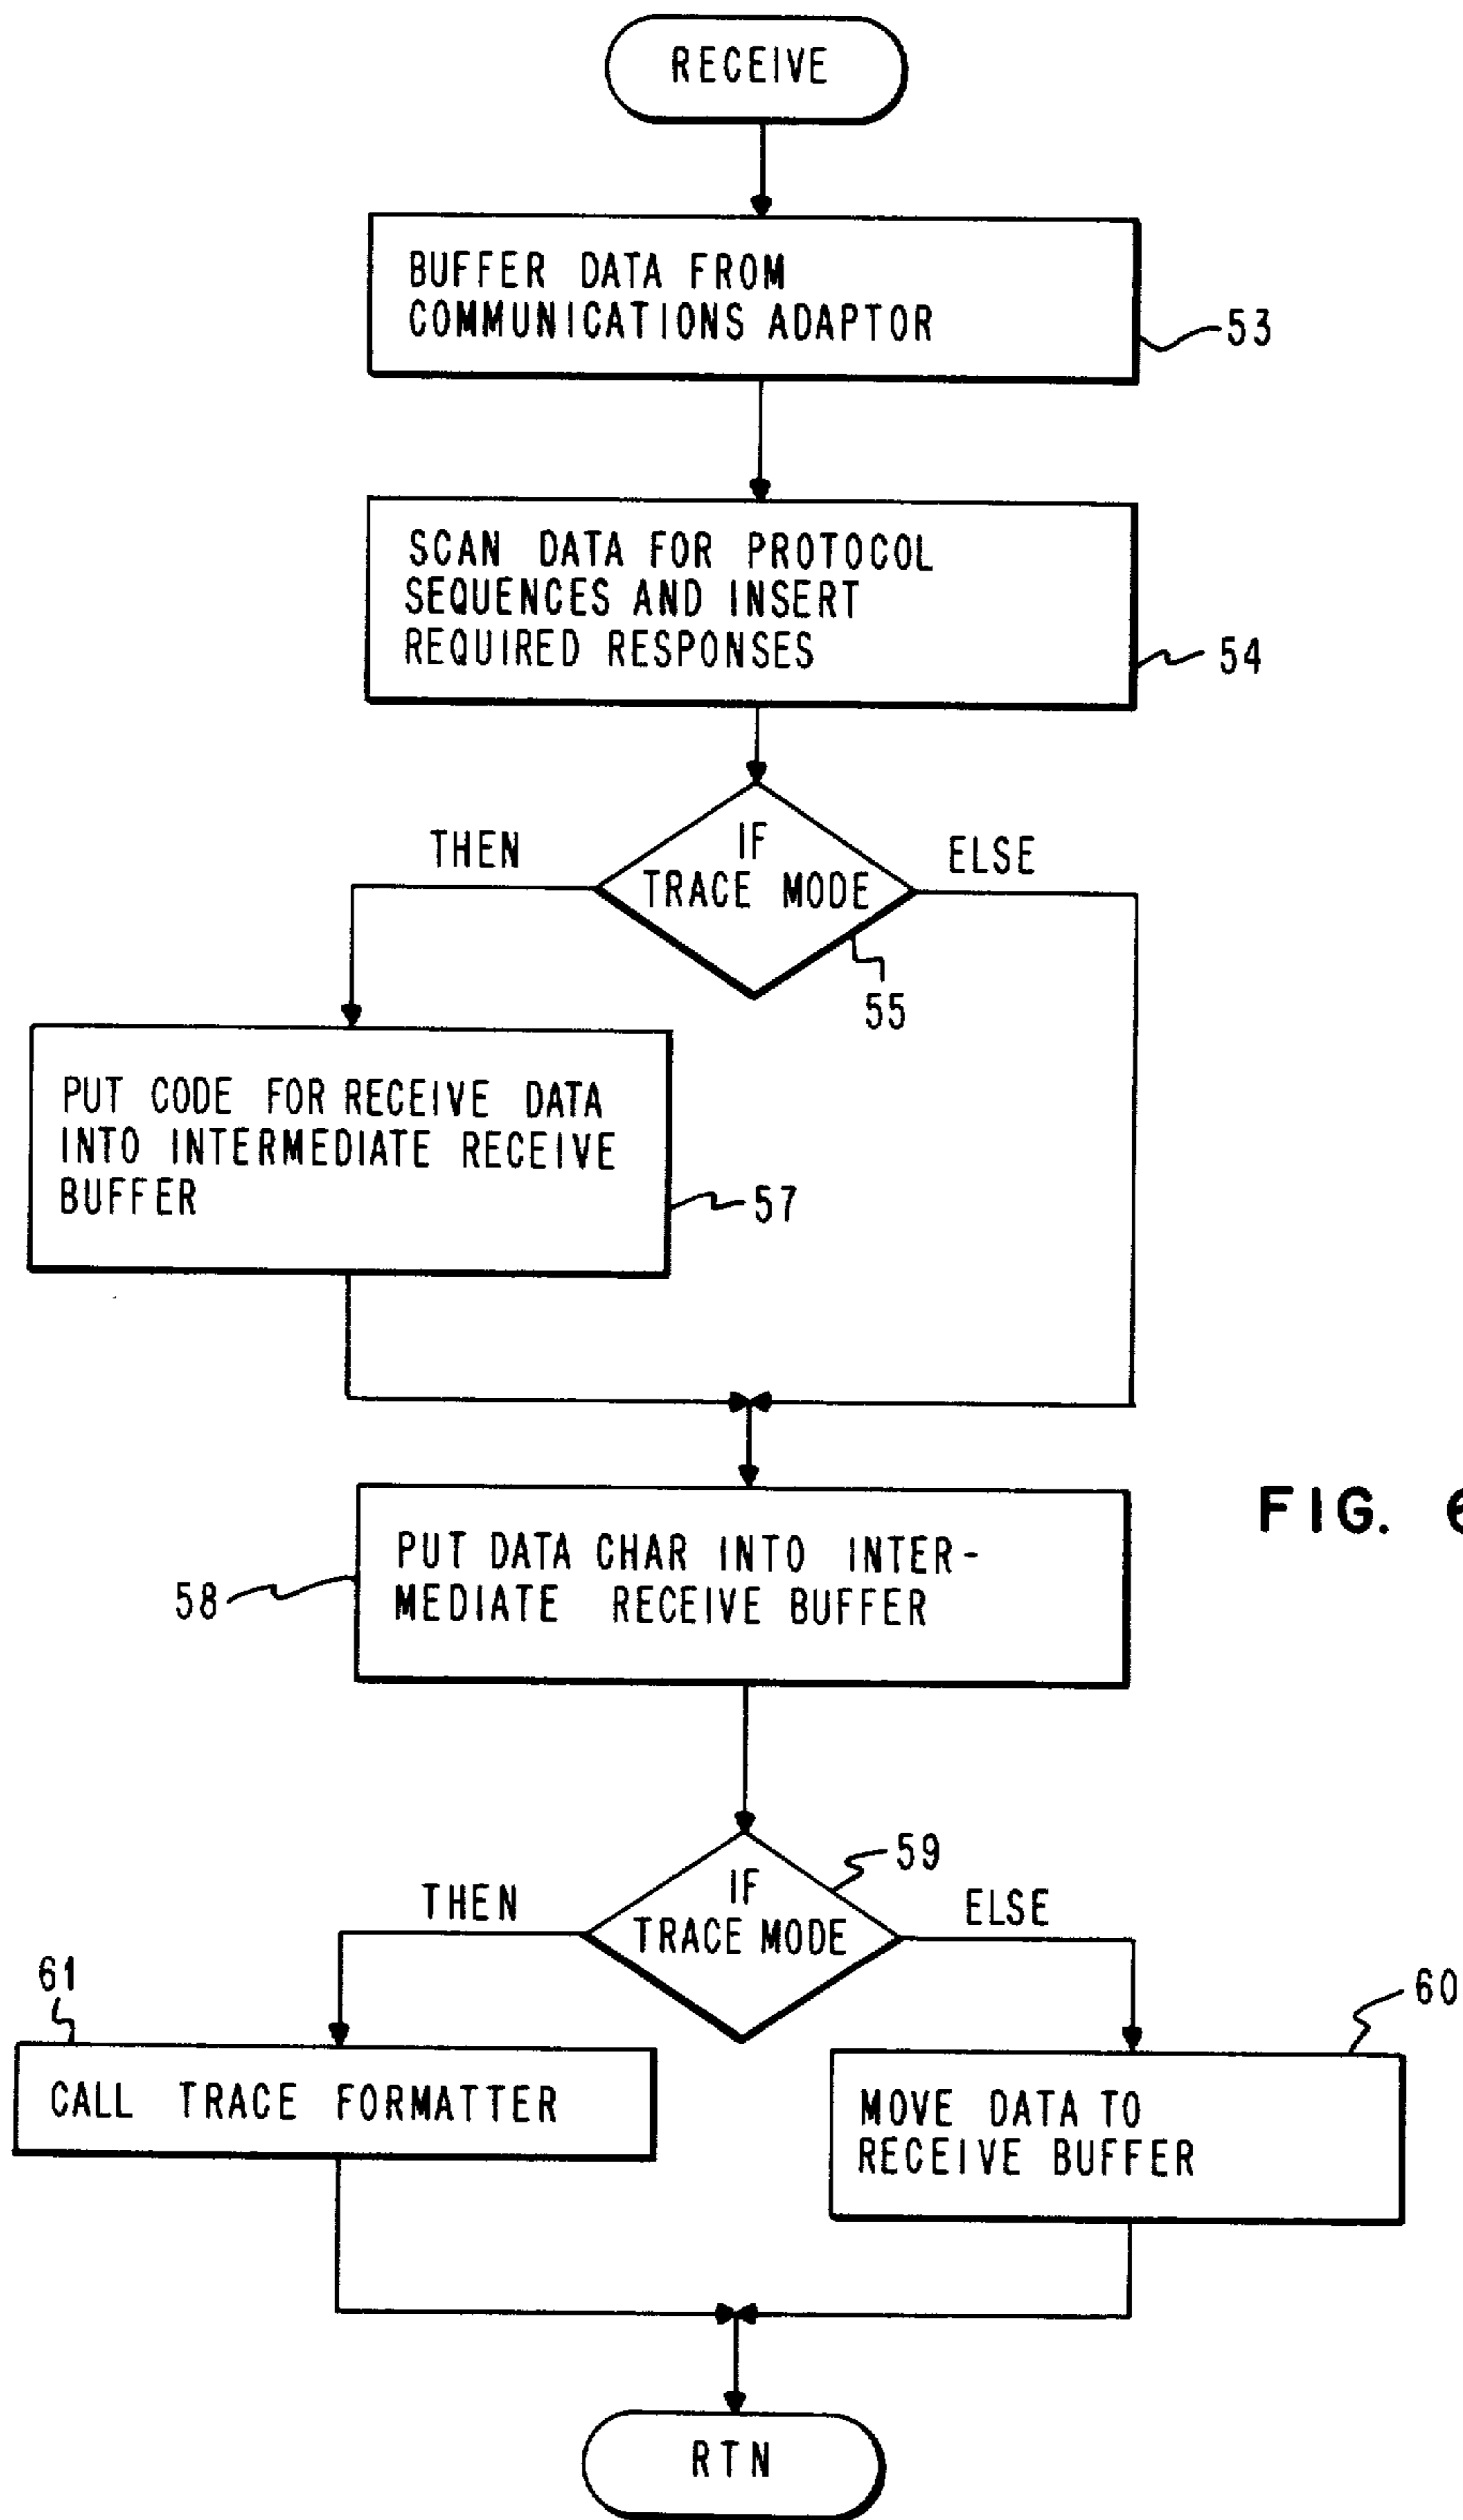 RECEIVE
BUFFER DATA FROM
COMMUNICATIONS ADAPTOR
53
SCAN DATA FOR PROTOCOL
SEQUENCES AND INSERT
REQUIRED RESPONSES
54
THEN
IF
TRACE MODE
ELSE
55
PUT CODE FOR RECEIVE DATA
INTO INTERMEDIATE RECEIVE
BUFFER
57
FIG. 6
PUT DATA CHAR INTO INTER-
MEDIATE RECEIVE BUFFER
58
59
THEN
IF
TRACE MODE
ELSE
61
60
CALL TRACE FORMATTER
MOVE DATA TO
RECEIVE BUFFER
RTN